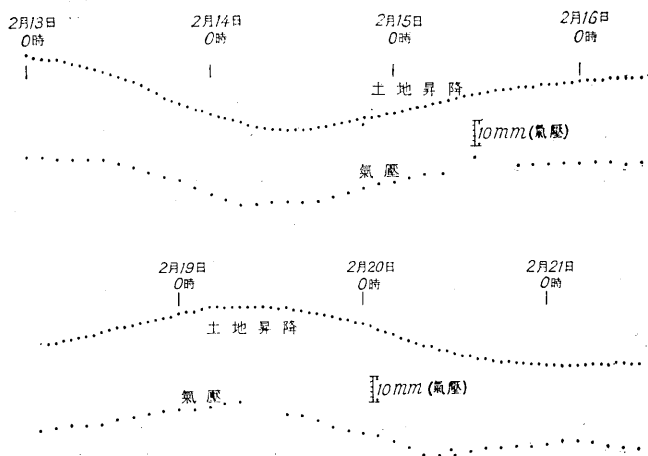 2月13日
0時
2月14日
0時
2月15日
0時
2月16日
0時
土地昇降
10mm (氣壓)
氣壓
2月19日
0時
2月20日
0時
2月21日
0時
土地昇降
10mm (氣壓)
氣壓